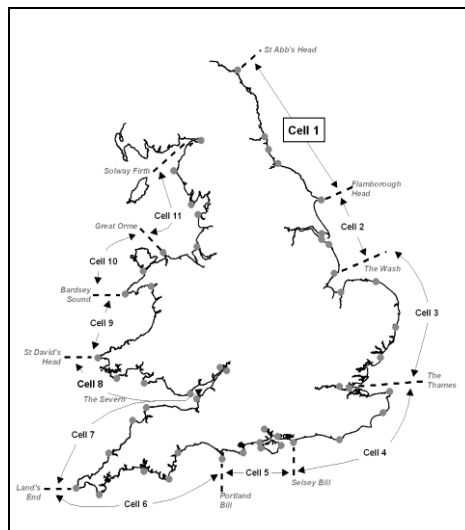 St Abb's Head
Cell 1
Solway Firth
Flamborough
Head
Cell 11
Great Orme
Cell 2
Cell 10
The Wash
Bardsey
Sound
Cell 3
Cell 9
St David's
Head
The
Thames
Cell 8
The Severn
Cell 7
Cell 4
Cell 5
Selsey Bill
Land's
End
Cell 6
Portland
Bill